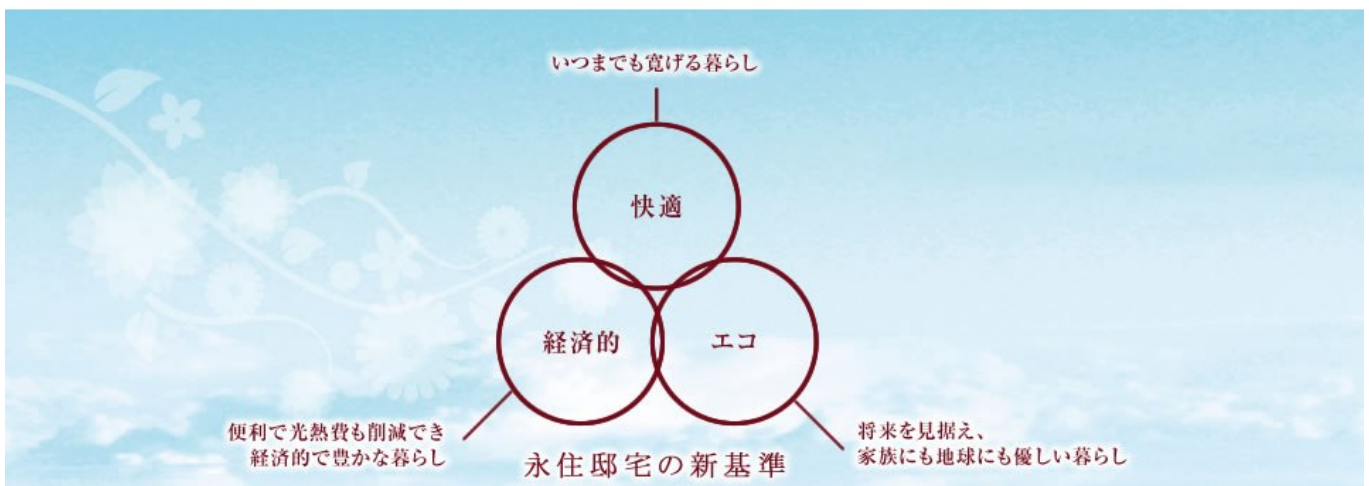 いつまでも寛げる暮らし
快適
経済的
エコ
便利で光熱費も削減でき
経済的で豊かな暮らし
将来を見据え、
家族にも地球にも優しい暮らし
永住邸宅の新基準